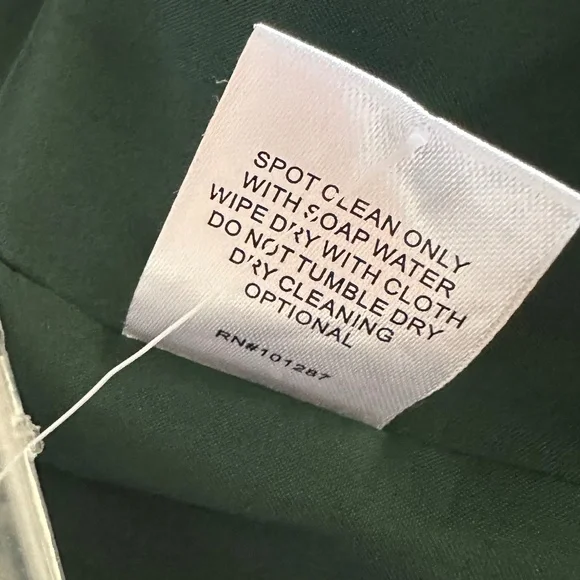 SPOT CLEAN ONLY
WITH SOAP WATER
WIPE DRY WITH CLOTH
DO NOT TUMBLE DRY
DRY CLEANING
OPTIONAL
RN#101287